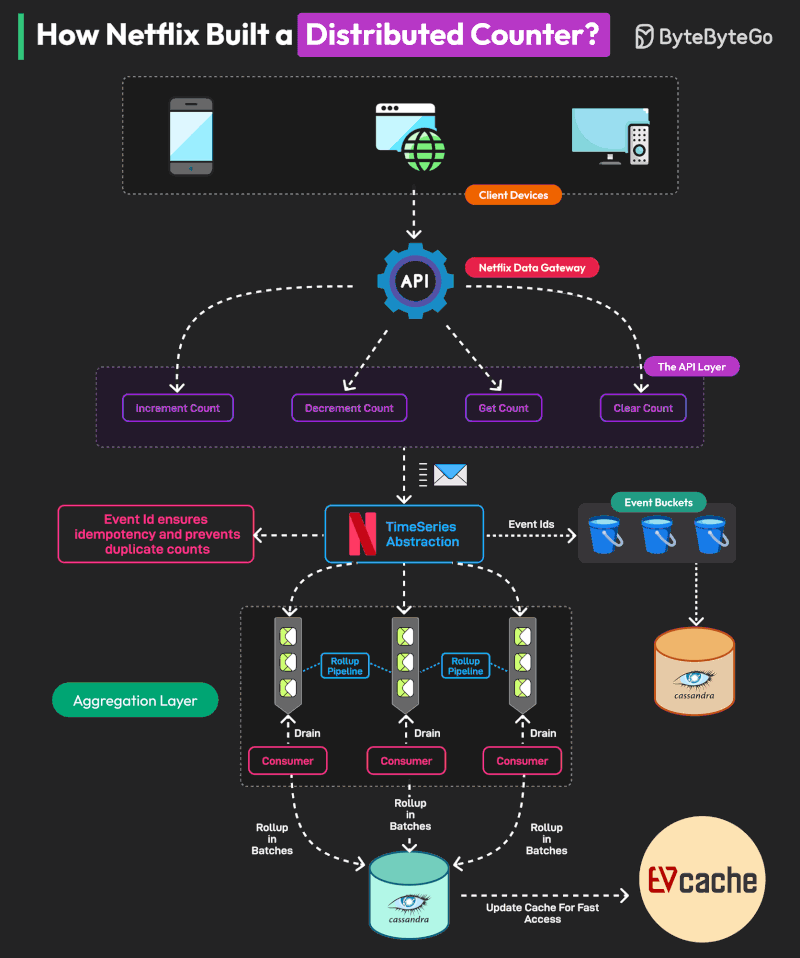 How Netflix Built a Distributed Counter?
ByteByteGo
Client Devices
API
Netflix Data Gateway
The API Layer
Increment Count
Decrement Count
Get Count
Clear Count
Event Id ensures
idempotency and prevents
duplicate counts
N
TimeSeries
Abstraction
Event Ids
Event Buckets
cassandra
Rollup
Pipeline
Rollup
Pipeline
Aggregation Layer
Drain
Drain
Drain
Consumer
Consumer
Consumer
Rollup
in
Batches
Rollup
in
Batches
Rollup
in
Batches
cassandra
Update Cache For Fast
Access
EVcache